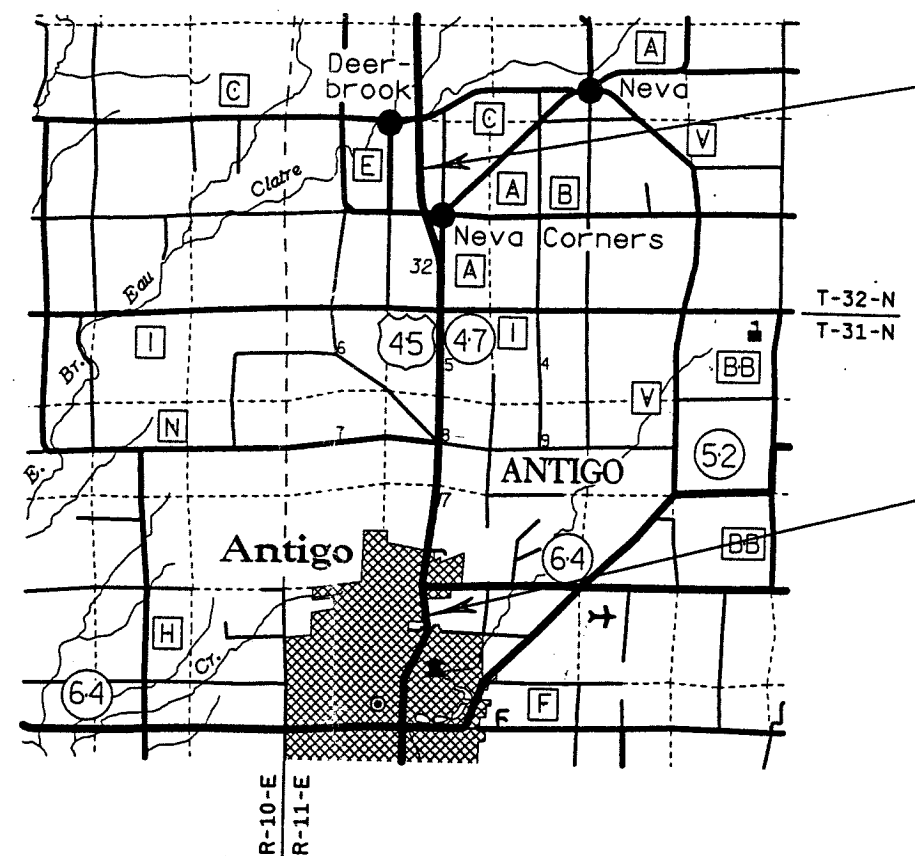 A
Deer-
brook
Neva
C
C
V
E
Claire
A
B
Neva Corners
32
A
Eau
T-32-N
T-31-N
I
45
47
I
6
5
4
BB
Br.
V
N
7
8
9
52
E.
ANTIGO
7
Antigo
64
BB
H
Cr.
64
F
F
R-10-E
R-11-E